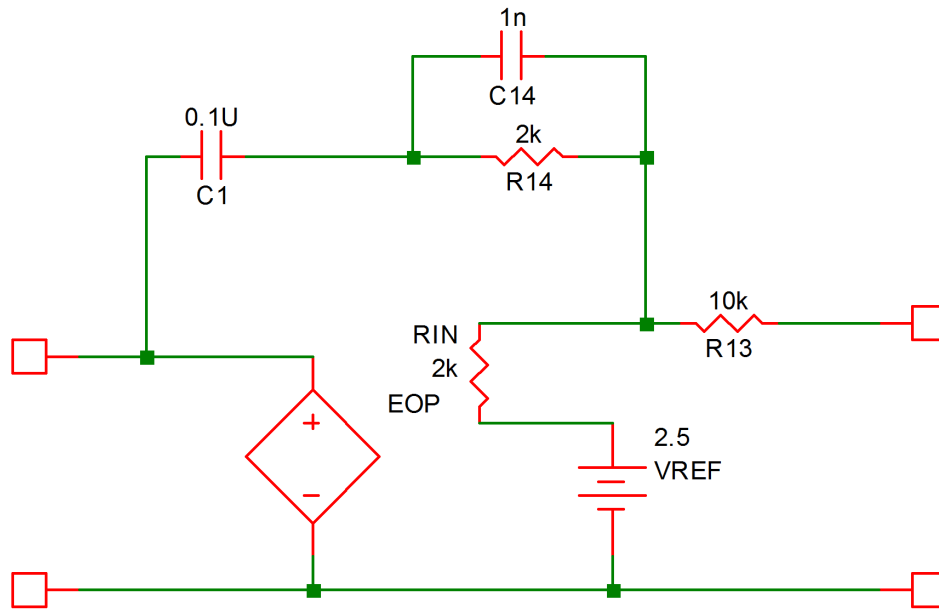 1n
C14
0.1U
C1
2k
R14
10k
R13
RIN
2k
EOP
2.5
VREF